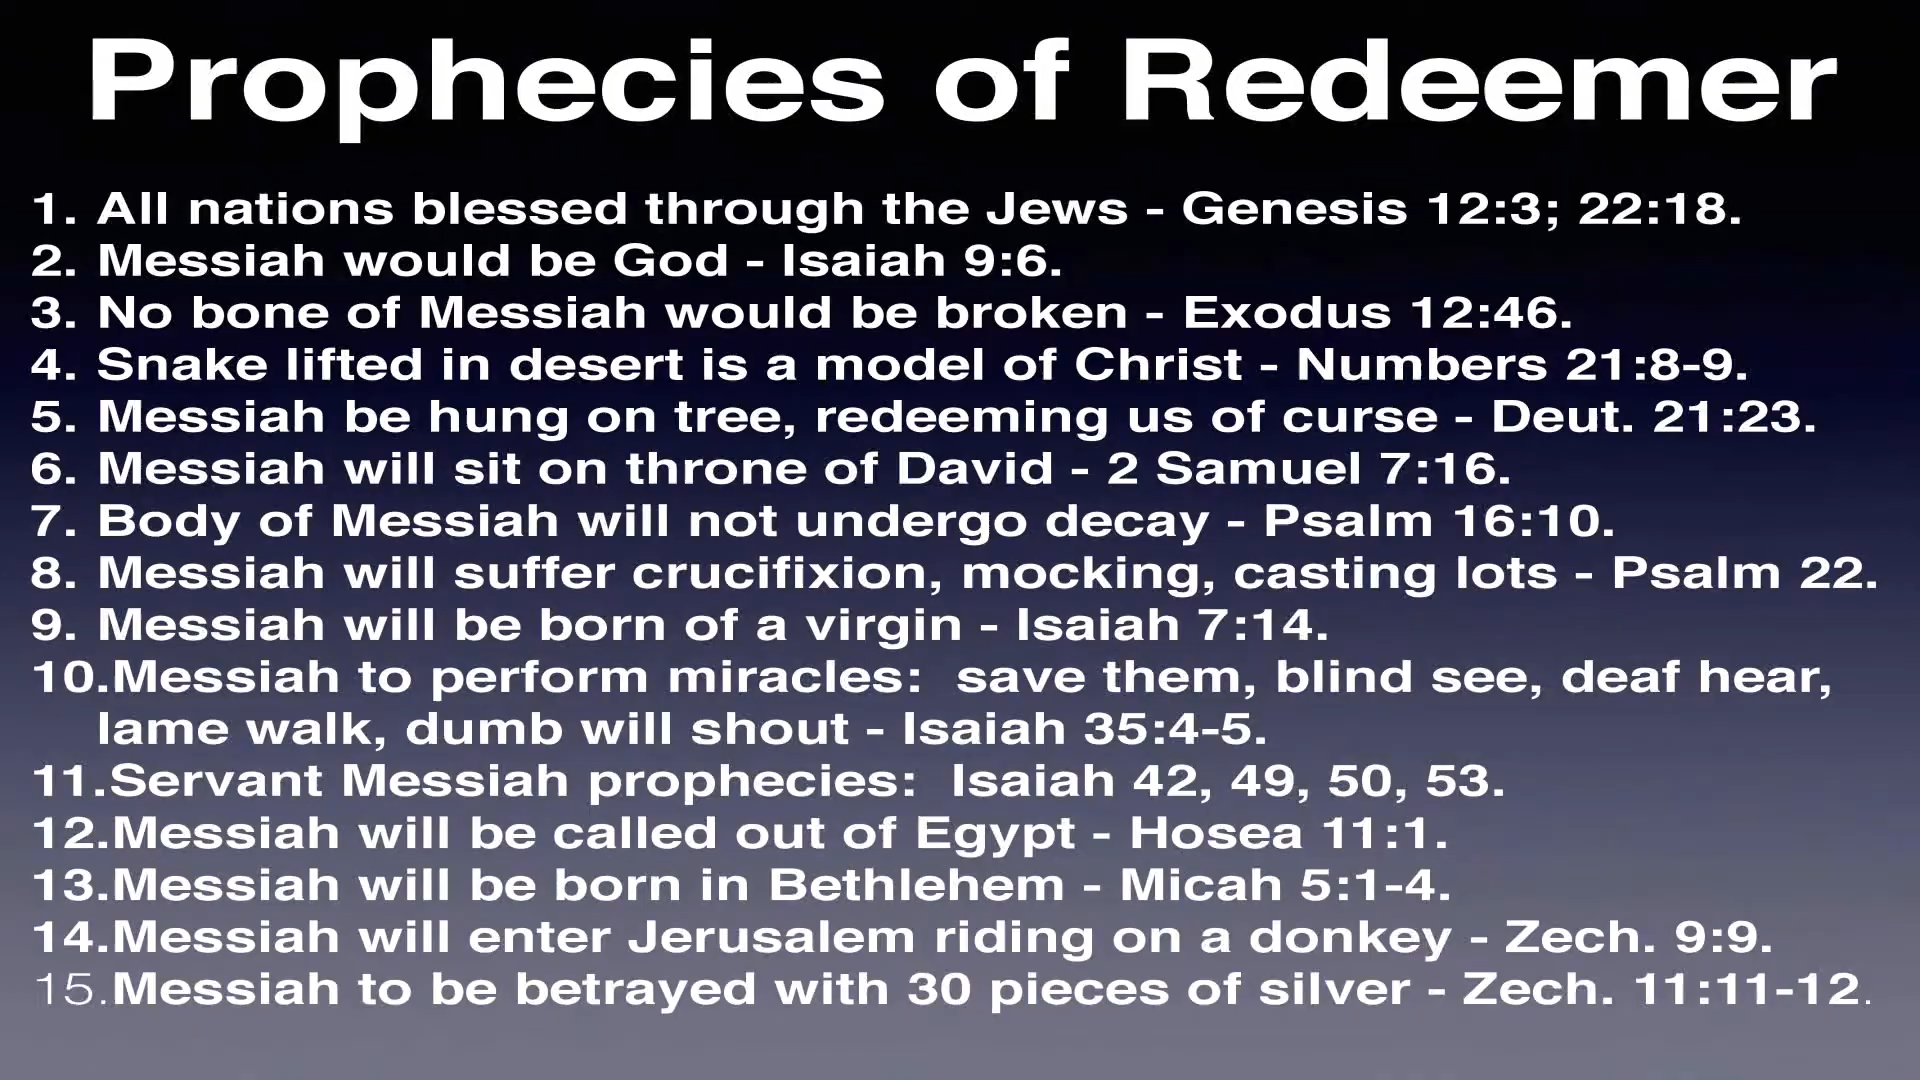 Prophecies of Redeemer
1. All nations blessed through the Jews - Genesis 12:3; 22:18.
2. Messiah would be God - Isaiah 9:6.
3. No bone of Messiah would be broken - Exodus 12:46.
4. Snake lifted in desert is a model of Christ - Numbers 21:8-9.
5. Messiah be hung on tree, redeeming us of curse - Deut. 21:23.
6. Messiah will sit on throne of David - 2 Samuel 7:16.
7. Body of Messiah will not undergo decay - Psalm 16:10.
8. Messiah will suffer crucifixion, mocking, casting lots - Psalm 22.
9. Messiah will be born of a virgin - Isaiah 7:14.
10.Messiah to perform miracles:  save them, blind see, deaf hear,
lame walk, dumb will shout - Isaiah 35:4-5.
11.Servant Messiah prophecies:  Isaiah 42, 49, 50, 53.
12.Messiah will be called out of Egypt - Hosea 11:1.
13.Messiah will be born in Bethlehem - Micah 5:1-4.
14.Messiah will enter Jerusalem riding on a donkey - Zech. 9:9.
15.Messiah to be betrayed with 30 pieces of silver - Zech. 11:11-12.